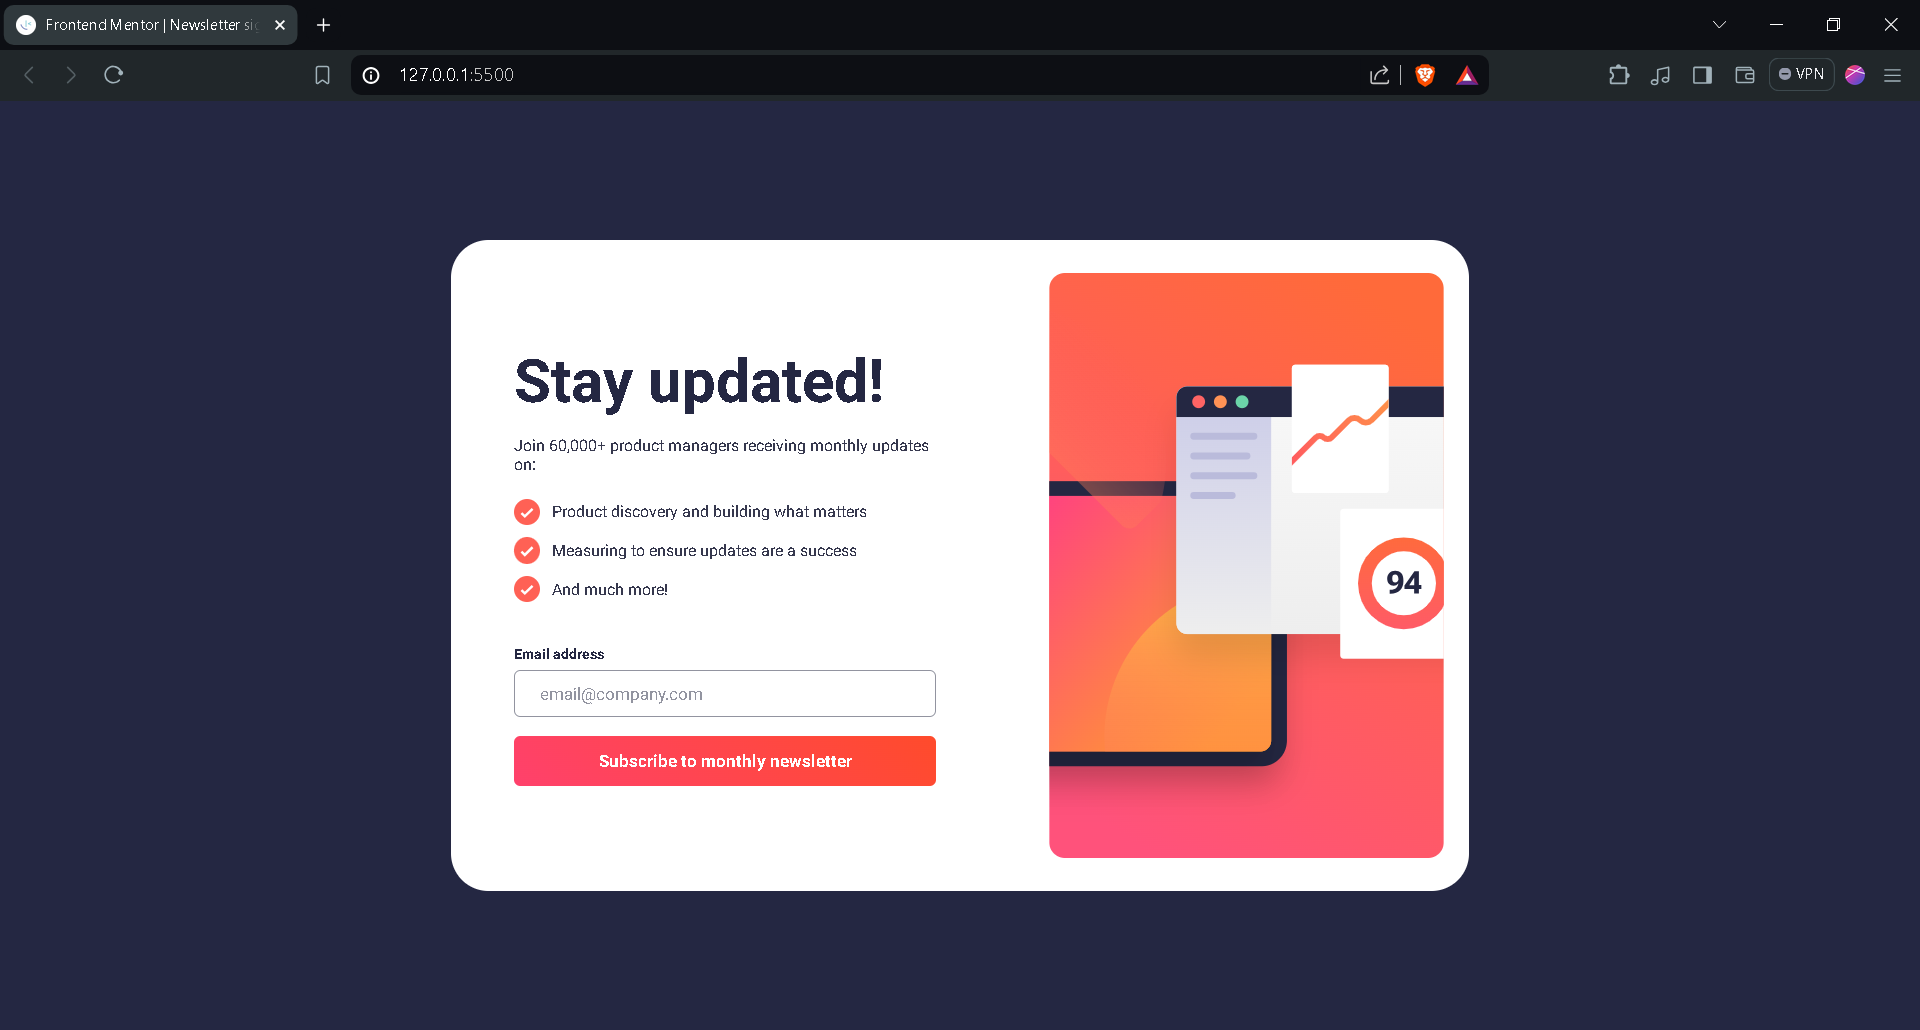 Frontend Mentor | Newsletter si
127.0.0.1:5500
VPN
Stay updated!
Join 60,000+ product managers receiving monthly updates
on:
Product discovery and building what matters
Measuring to ensure updates are a success
And much more!
Email address
email@company.com
Subscribe to monthly newsletter
94